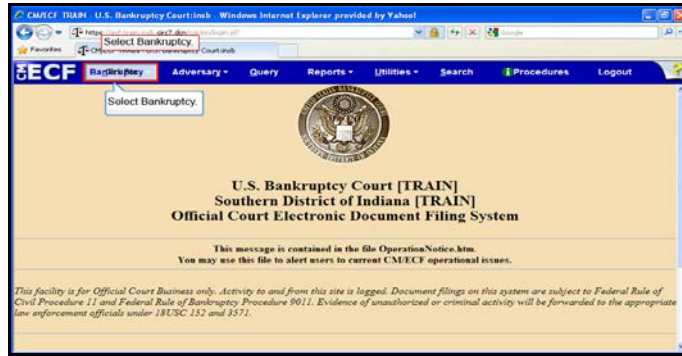 CM/ECF TRAIN - U.S. Bankruptcy Court:insb - Windows Internet Explorer provided by Yahoo!
Select Bankruptcy.
Google
Favorites
ECF Bankruptcy Adversary Query Reports Utilities Search Procedures Logout
Select Bankruptcy.
U.S. Bankruptcy Court [TRAIN]
Southern District of Indiana [TRAIN]
Official Court Electronic Document Filing System
This message is contained in the file OperationNotice.htm.
You may use this file to alert users to current CM/ECF operational issues.
This facility is for Official Court Business only. Activity to and from this site is logged. Document filings on this system are subject to Federal Rule of
Civil Procedure 11 and Federal Rule of Bankruptcy Procedure 9011. Evidence of unauthorized or criminal activity will be forwarded to the appropriate
law enforcement officials under 18USC 152 and 3571.